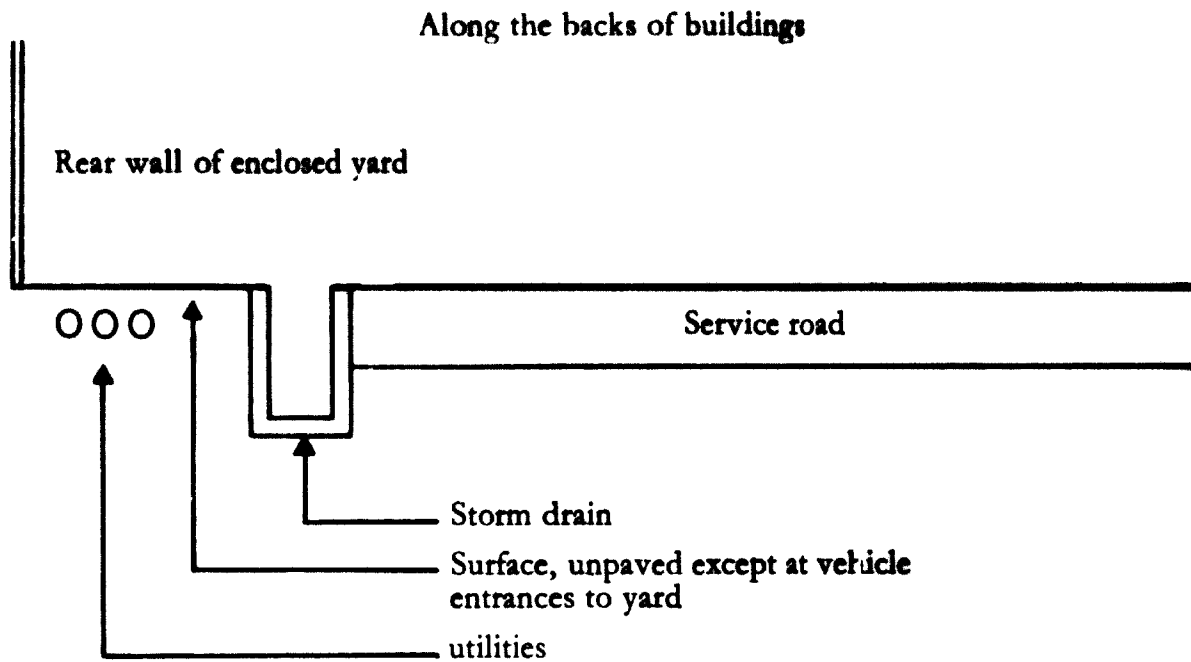 Along the backs of buildings
Rear wall of enclosed yard
Service road
Storm drain
Surface, unpaved except at vehicle
entrances to yard
utilities